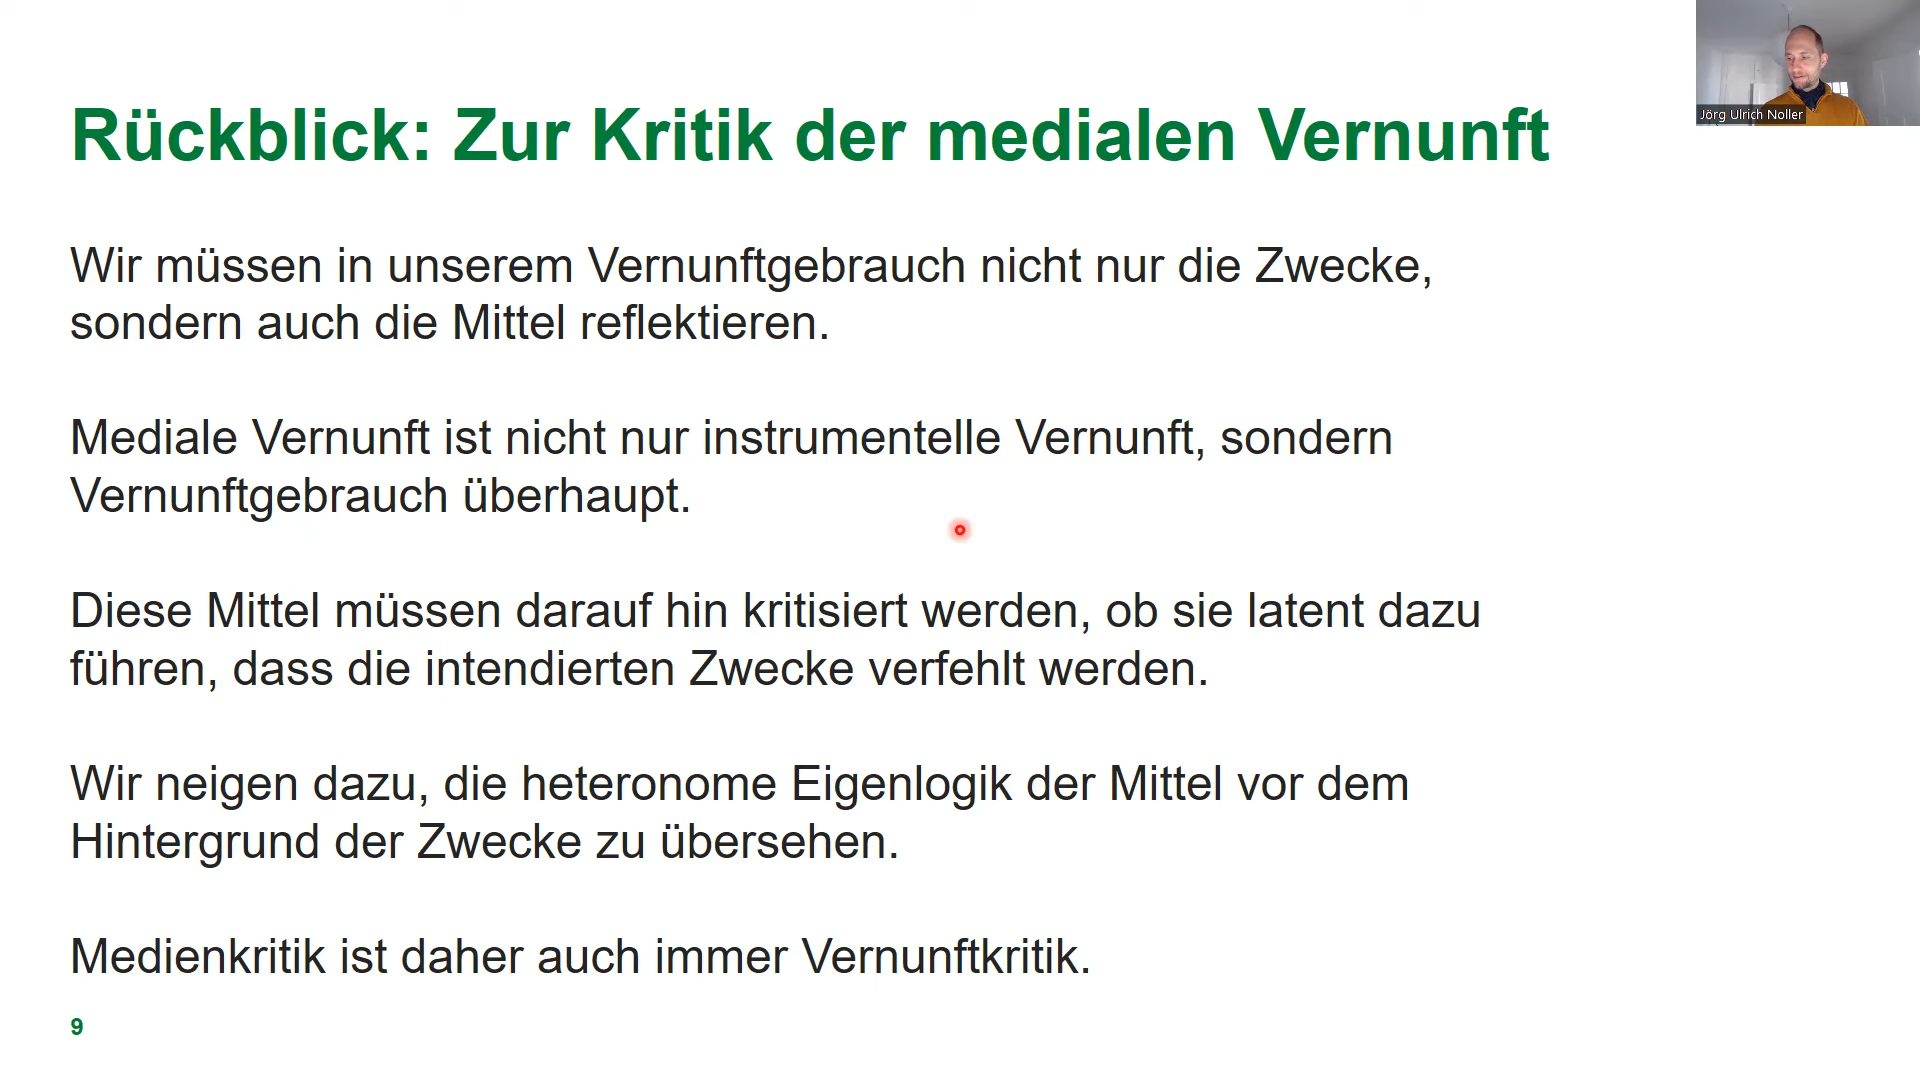 Rückblick: Zur Kritik der medialen Vernunft
Jörg Ulrich Noller
Wir müssen in unserem Vernunftgebrauch nicht nur die Zwecke,
sondern auch die Mittel reflektieren.
Mediale Vernunft ist nicht nur instrumentelle Vernunft, sondern
Vernunftgebrauch überhaupt.
Diese Mittel müssen darauf hin kritisiert werden, ob sie latent dazu
führen, dass die intendierten Zwecke verfehlt werden.
Wir neigen dazu, die heteronome Eigenlogik der Mittel vor dem
Hintergrund der Zwecke zu übersehen.
Medienkritik ist daher auch immer Vernunftkritik.
9